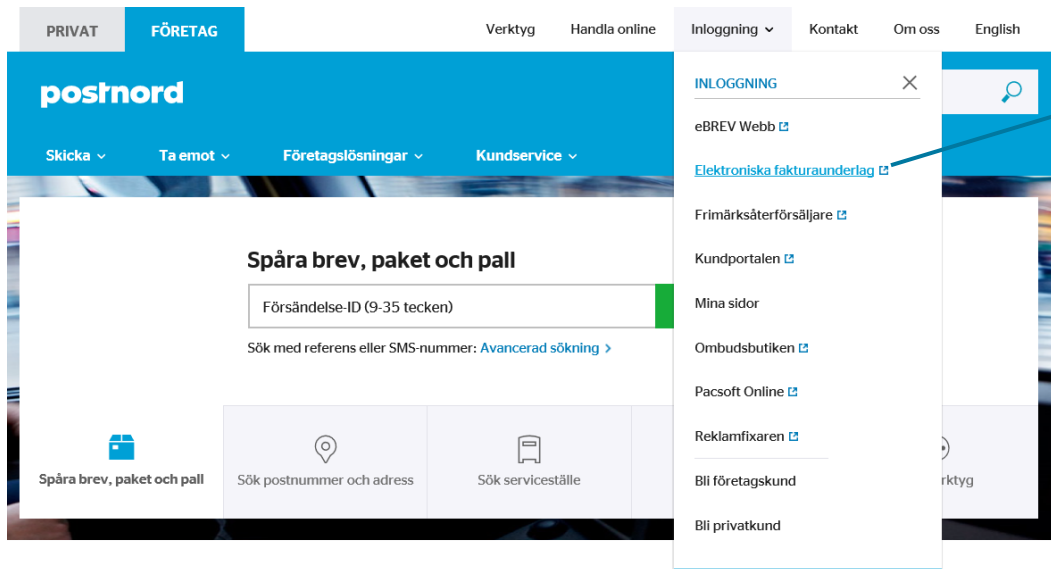 PRIVAT FÖRETAG Verktyg Handla online Inloggning Kontakt Om oss English
postnord
Skicka Ta emot Företagslösningar Kundservice
INLOGGNING
eBREV Webb
Elektroniska fakturaunderlag
Frimärksåterförsäljare
Kundportalen
Mina sidor
Ombudsbutiken
Pacsoft Online
Reklamfixaren
Bli företagskund
Bli privatkund
Spåra brev, paket och pall
Försändelse-ID (9-35 tecken)
Sök med referens eller SMS-nummer: Avancerad sökning
Spåra brev, paket och pall Sök postnummer och adress Sök serviceställe